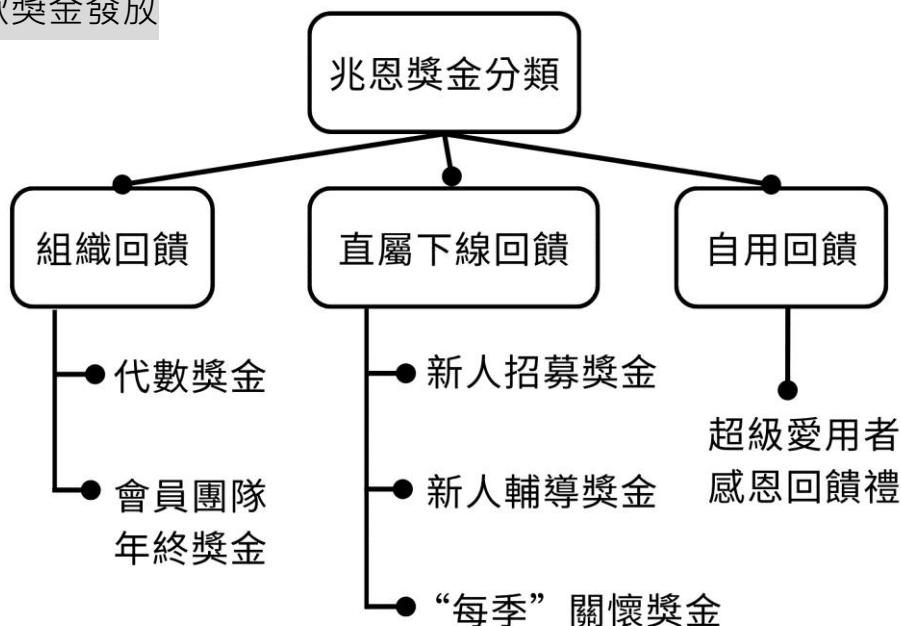 獎金發放
兆恩獎金分類
組織回饋
直屬下線回饋
自用回饋
代數獎金
會員團隊
年終獎金
新人招募獎金
新人輔導獎金
“每季”關懷獎金
超級愛用者
感恩回饋禮